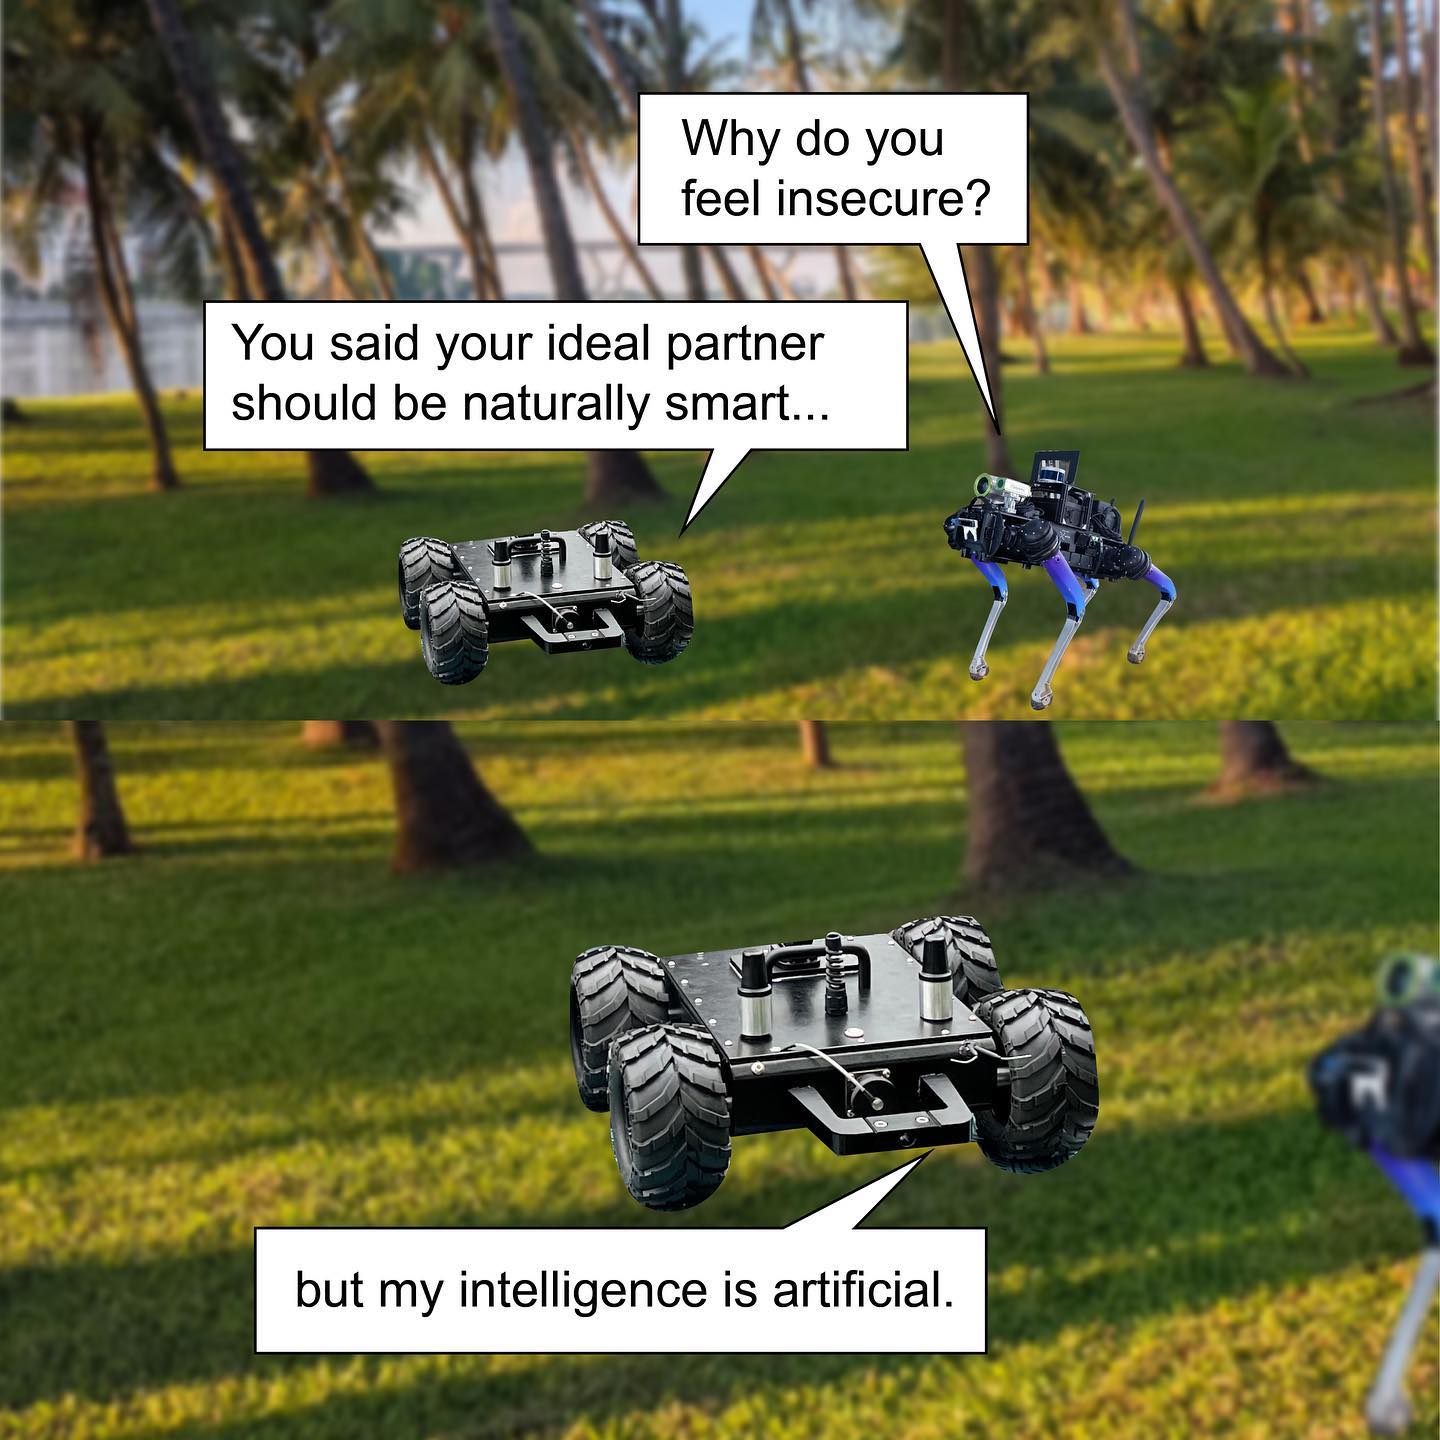 Why do you
feel insecure?
You said your ideal partner
should be naturally smart...
but my intelligence is artificial.